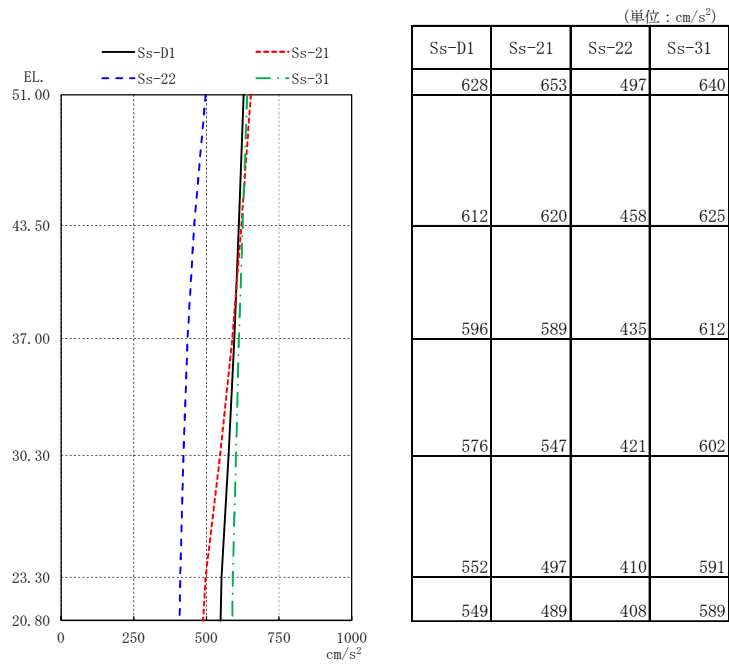 (単位：cm/s²)
Ss-D1 Ss-21
Ss-22 Ss-31
EL.
51.00
43.50
37.00
30.30
23.30
20.80
0 250 500 750 1000
cm/s²
Ss-D1 Ss-21 Ss-22 Ss-31
628 653 497 640
612 620 458 625
596 589 435 612
576 547 421 602
552 497 410 591
549 489 408 589